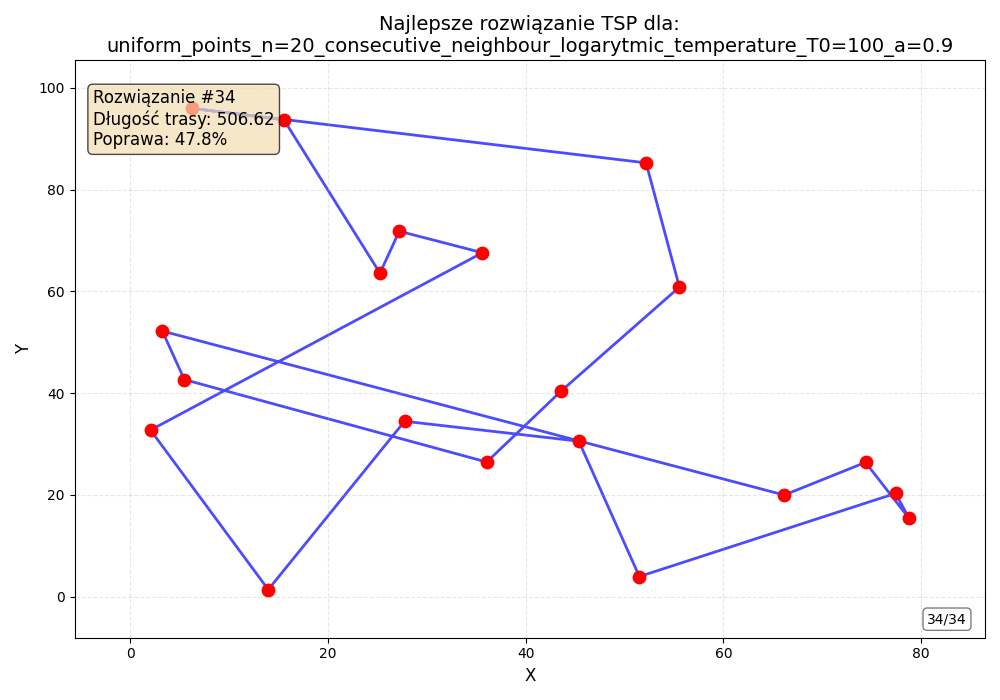 Najlepsze rozwiązanie TSP dla:
uniform_points_n=20_consecutive_neighbour_logarytmic_temperature_T0=100_a=0.9
Rozwiązanie #34
Długość trasy: 506.62
Poprawa: 47.8%
100
80
60
40
20
0
Y
0 20 40 60 80
X
34/34